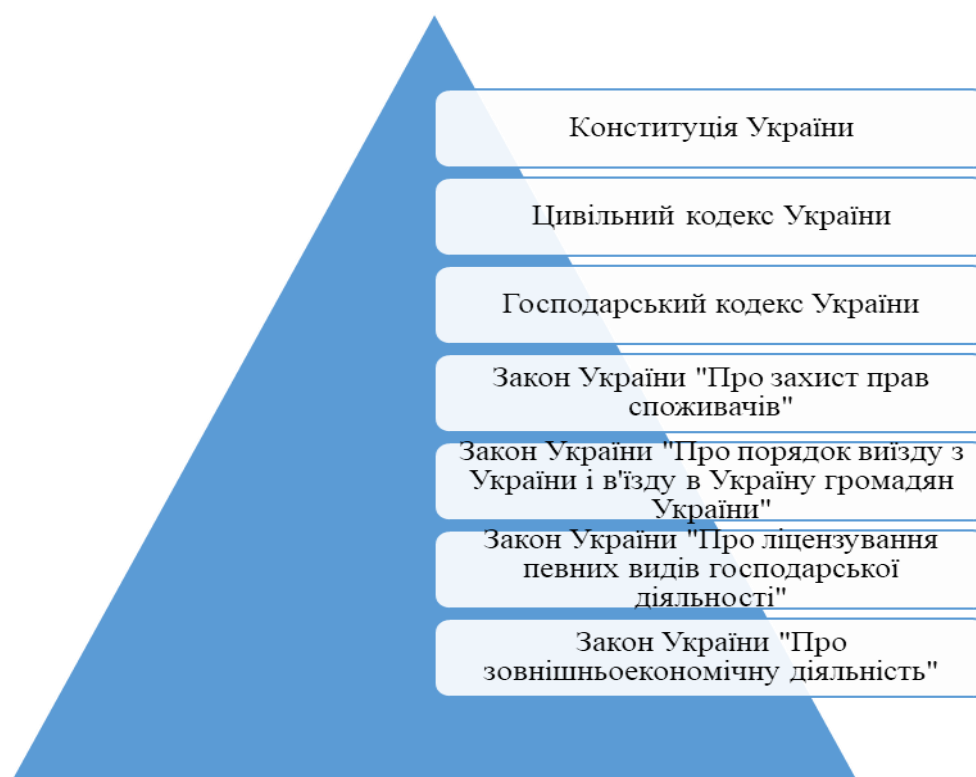 Конституція України
Цивільний кодекс України
Господарський кодекс України
Закон України "Про захист прав
споживачів"
Закон України "Про порядок виїзду з
України і в'їзду в Україну громадян
України"
Закон України "Про ліцензування
певних видів господарської
діяльності"
Закон України "Про
зовнішньоекономічну діяльність"